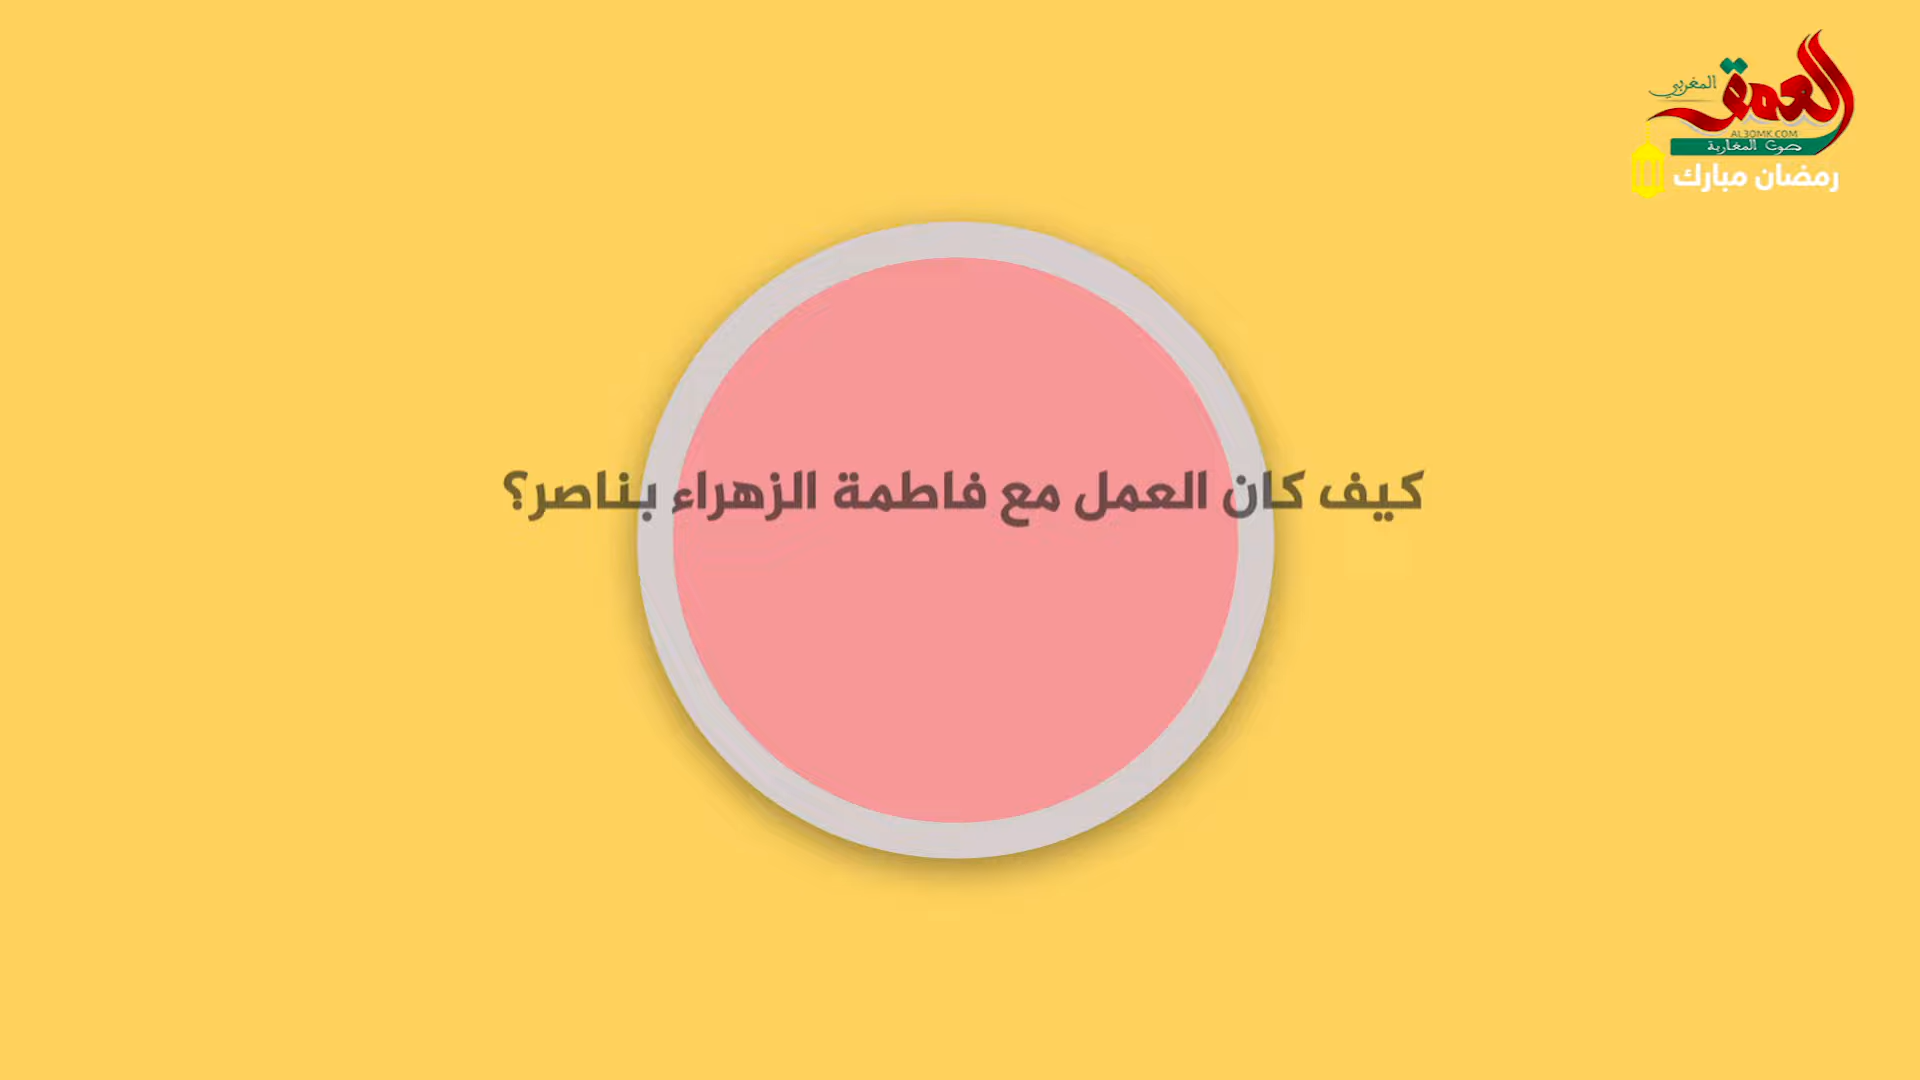 العمق
المغربي
AL3OMK.COM
صوت المغاربة
رمضان مبارك
كيف كان العمل مع فاطمة الزهراء بناصر؟